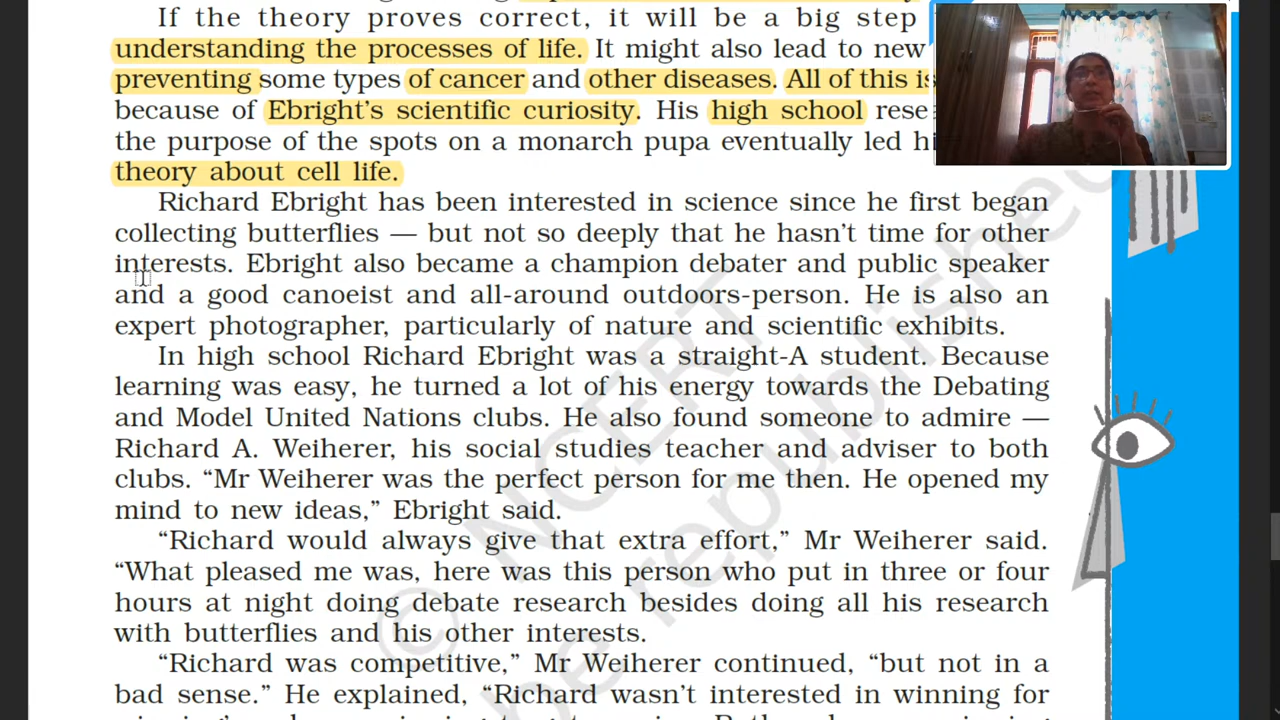 If the theory proves correct, it will be a big step
understanding the processes of life. It might also lead to new
preventing some types of cancer and other diseases. All of this is
because of Ebright's scientific curiosity. His high school
the purpose of the spots on a monarch pupa eventually led
theory about cell life.
Richard Ebright has been interested in science since he first began
collecting butterflies — but not so deeply that he hasn't time for other
interests. Ebright also became a champion debater and public speaker
and a good canoeist and all-around outdoors-person. He is also an
expert photographer, particularly of nature and scientific exhibits.
In high school Richard Ebright was a straight-A student. Because
learning was easy, he turned a lot of his energy towards the Debating
and Model United Nations clubs. He also found someone to admire —
Richard A. Weiherer, his social studies teacher and adviser to both
clubs. “Mr Weiherer was the perfect person for me then. He opened my
mind to new ideas,” Ebright said.
“Richard would always give that extra effort,” Mr Weiherer said.
“What pleased me was, here was this person who put in three or four
hours at night doing debate research besides doing all his research
with butterflies and his other interests.
“Richard was competitive,” Mr Weiherer continued, “but not in a
bad sense.” He explained, “Richard wasn't interested in winning for
© NCERT
be republished